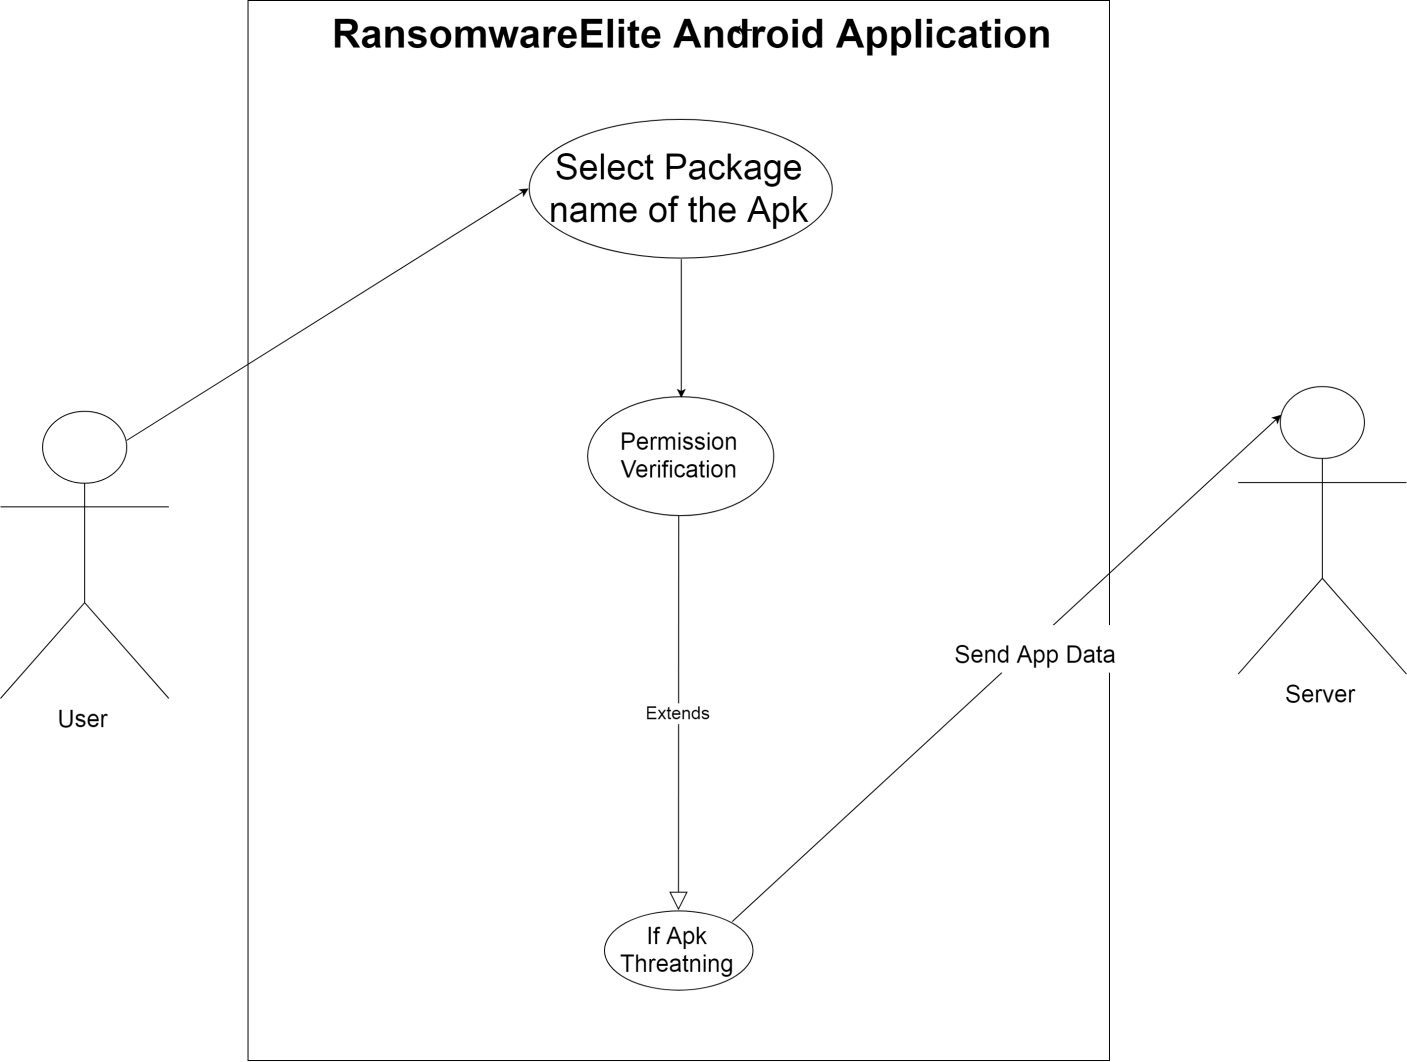 RansomwareElite Android Application
Select Package
name of the Apk
Permission
Verification
Send App Data
Server
Extends
User
If Apk
Threatning